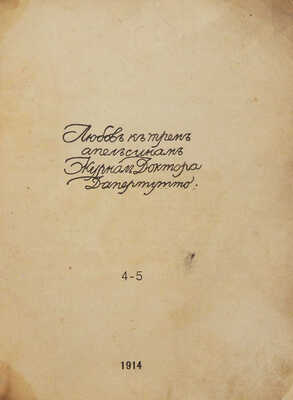 Любовь къ тремъ
апельсинамъ
Журналъ Доктора
Дапертутто.
4-5
1914